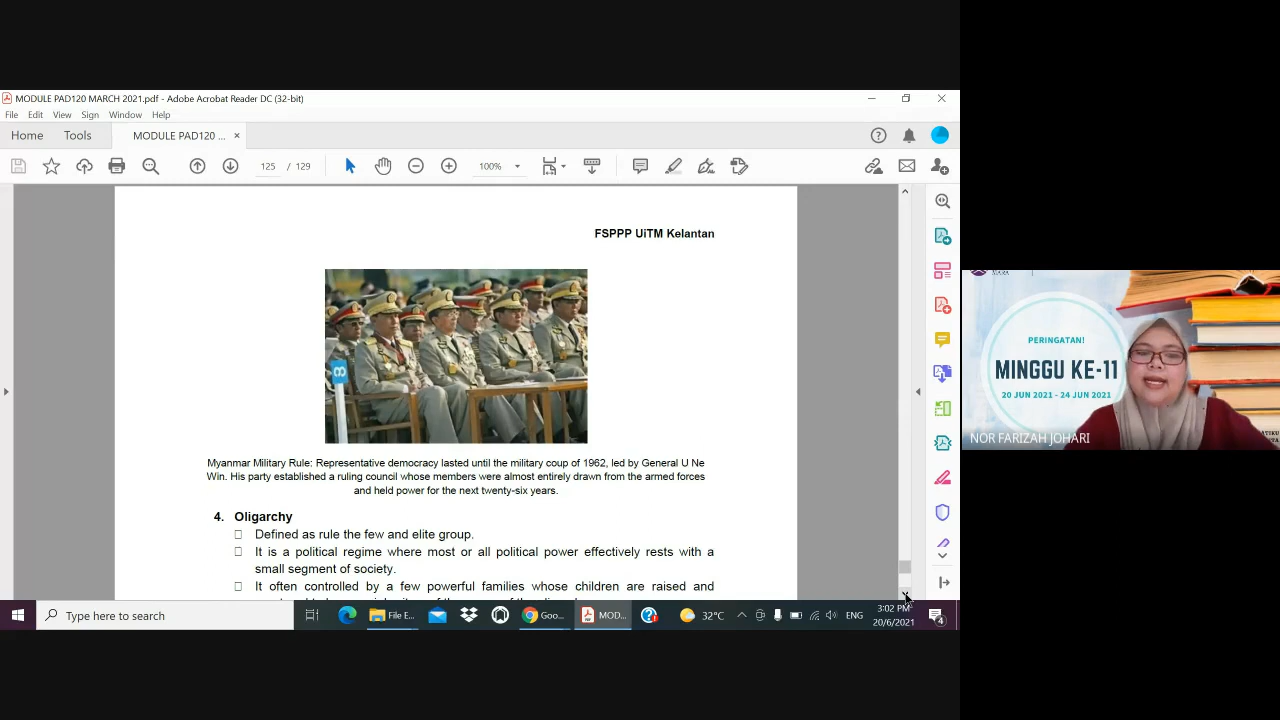 MODULE PAD120 MARCH 2021.pdf - Adobe Acrobat Reader DC (32-bit)
File Edit View Sign Window Help
Home Tools MODULE PAD120 ... ×
125 / 129 100%
FSPPP UiTM Kelantan
Myanmar Military Rule: Representative democracy lasted until the military coup of 1962, led by General U Ne
Win. His party established a ruling council whose members were almost entirely drawn from the armed forces
and held power for the next twenty-six years.
4. Oligarchy
Defined as rule the few and elite group.
It is a political regime where most or all political power effectively rests with a
small segment of society.
It often controlled by a few powerful families whose children are raised and
PERINGATAN!
MINGGU KE-11
20 JUN 2021 - 24 JUN 2021
NOR FARIZAH JOHARI
Type here to search
File E...
Goo...
MOD...
32°C
ENG
3:02 PM
20/6/2021
4